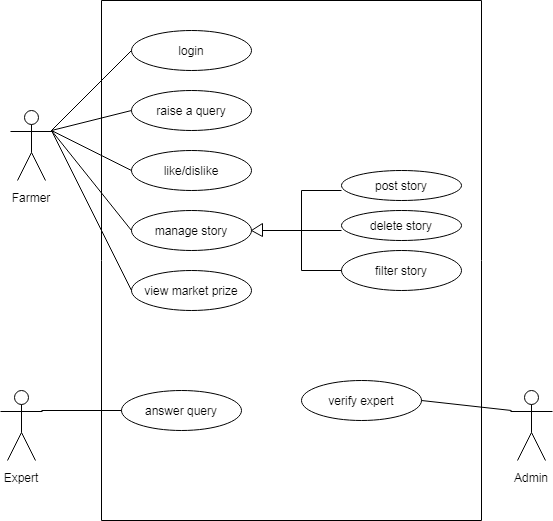 login
raise a query
like/dislike
Farmer
post story
manage story
delete story
filter story
view market prize
answer query
verify expert
Expert
Admin